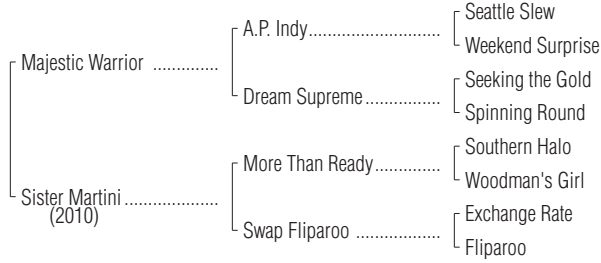 Seattle Slew
A.P. Indy..............................
Weekend Surprise
Majestic Warrior ...............
Seeking the Gold
Dream Supreme.................
Spinning Round
Southern Halo
More Than Ready...............
Woodman's Girl
Sister Martini .....................
(2010)
Exchange Rate
Swap Fliparoo ...................
Fliparoo